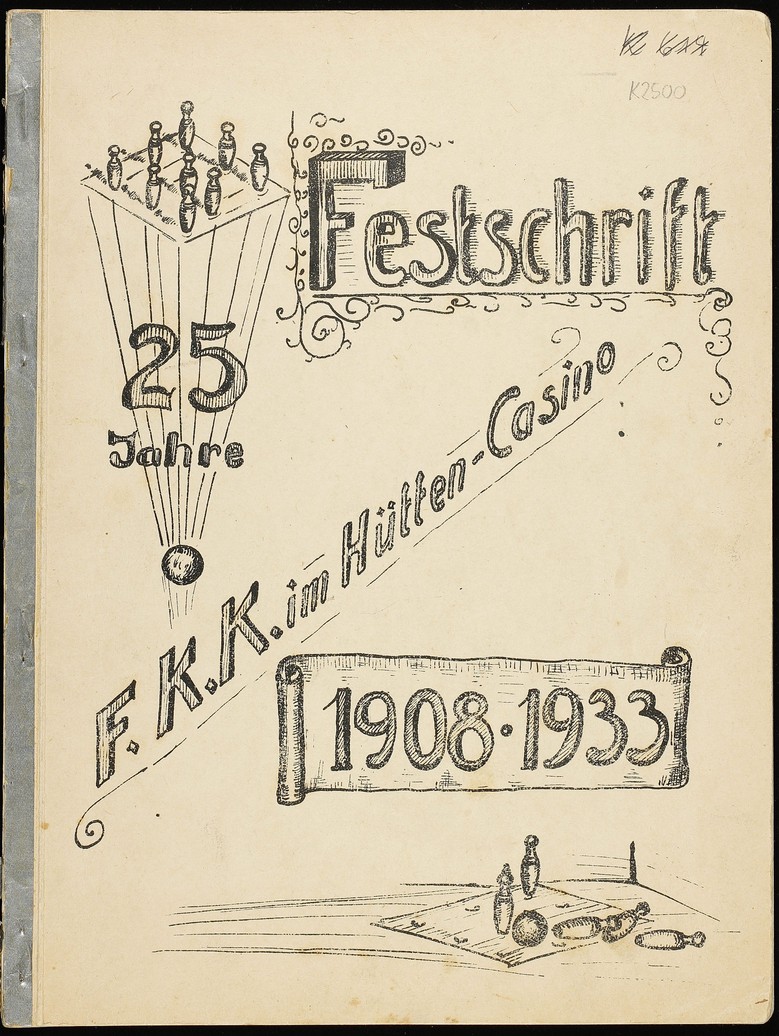 K2500
Festschrift
25
Jahre
F.K.K. im Hütten-Casino
1908·1933